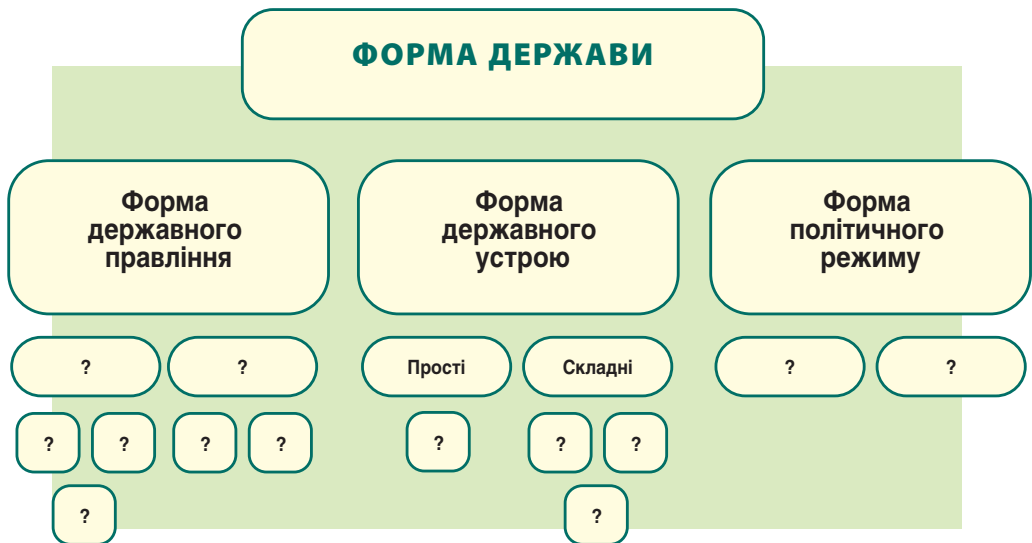 ФОРМА ДЕРЖАВИ
Форма
державного
правління
Форма
державного
устрою
Форма
політичного
режиму
?
?
Прості
Складні
?
?
?
?
?
?
?
?
?
?
?